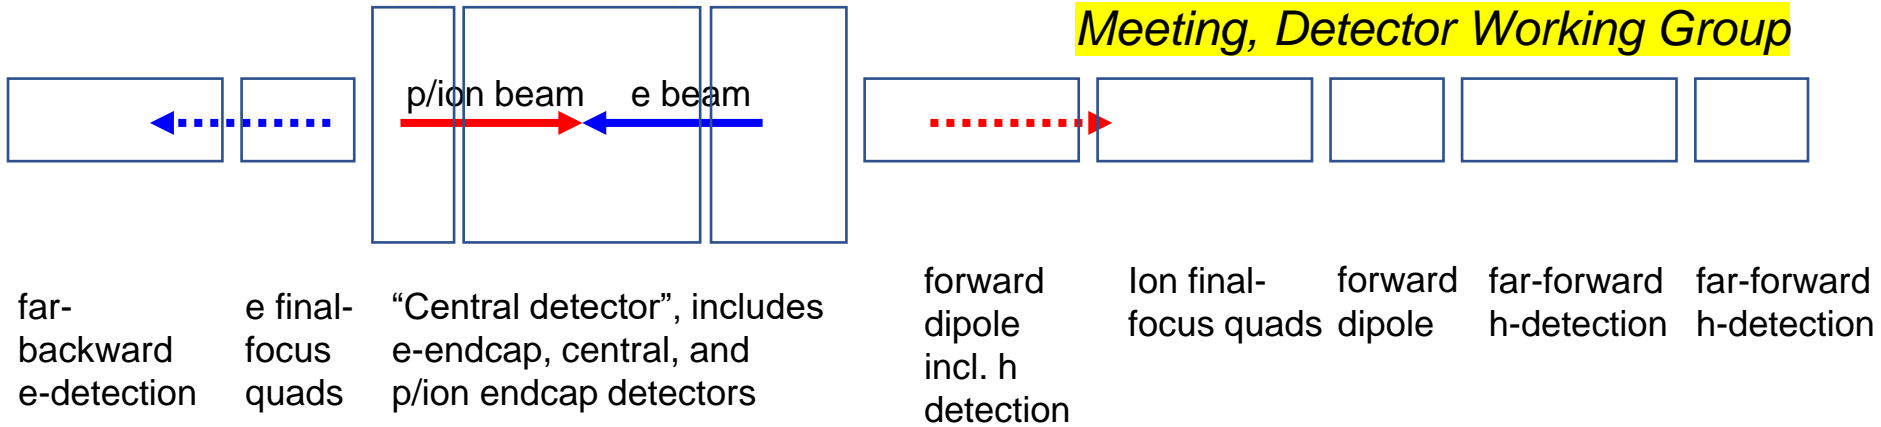 Meeting, Detector Working Group
p/ion beam
e beam
far-
backward
e-detection
e final-
focus
quads
“Central detector”, includes
e-endcap, central, and
p/ion endcap detectors
forward
dipole
incl. h
detection
Ion final-
focus quads
forward
dipole
far-forward
h-detection
far-forward
h-detection